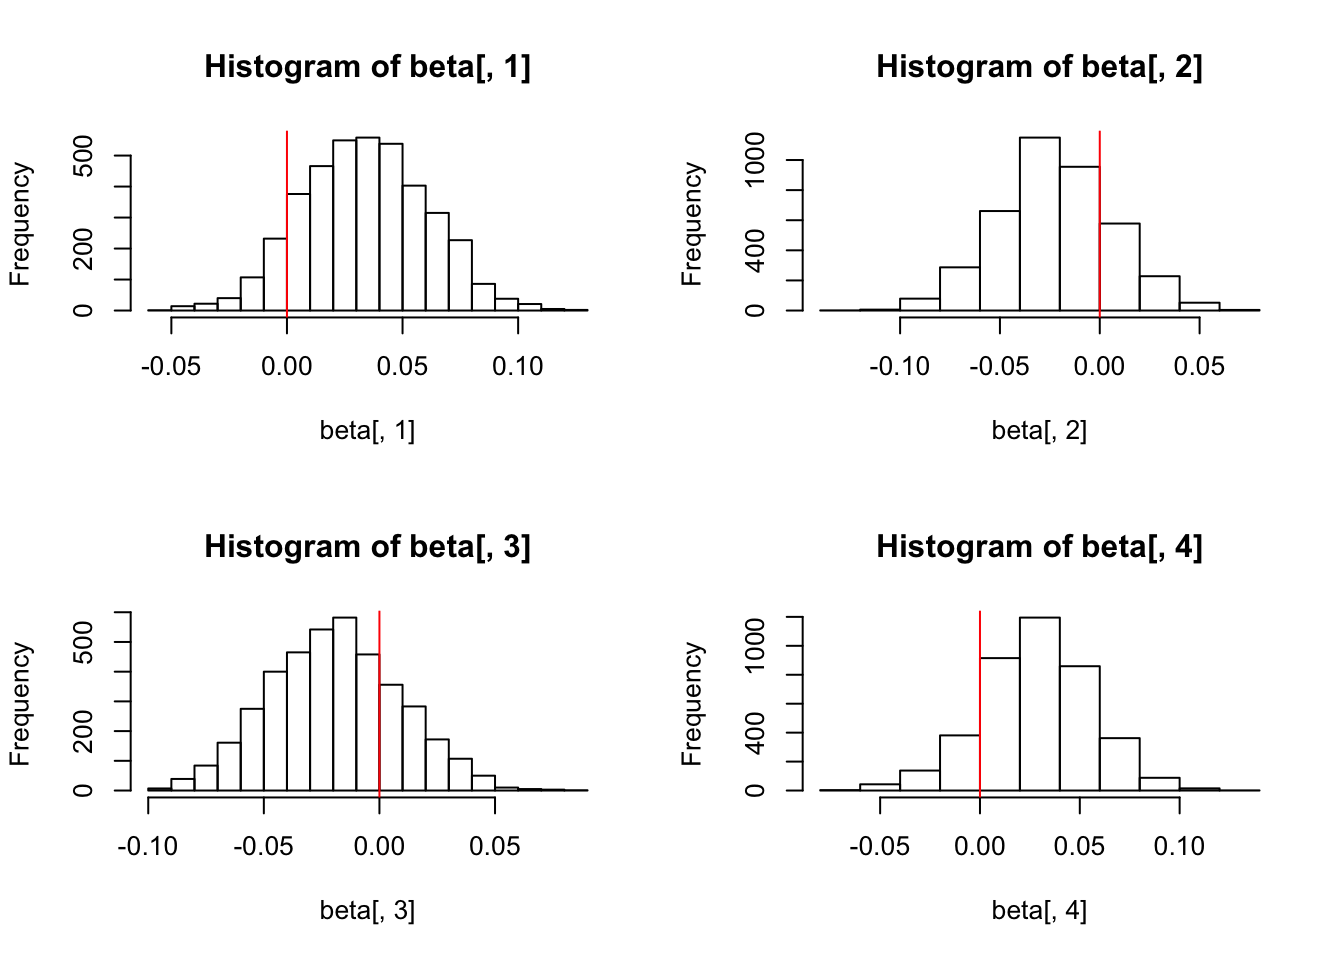 Histogram of beta[, 1]
Frequency
0 200 500
-0.05 0.00 0.05 0.10
beta[, 1]
Histogram of beta[, 2]
Frequency
0 400 1000
-0.10 -0.05 0.00 0.05
beta[, 2]
Histogram of beta[, 3]
Frequency
0 200 500
-0.10 -0.05 0.00 0.05
beta[, 3]
Histogram of beta[, 4]
Frequency
0 400 1000
-0.05 0.00 0.05 0.10
beta[, 4]